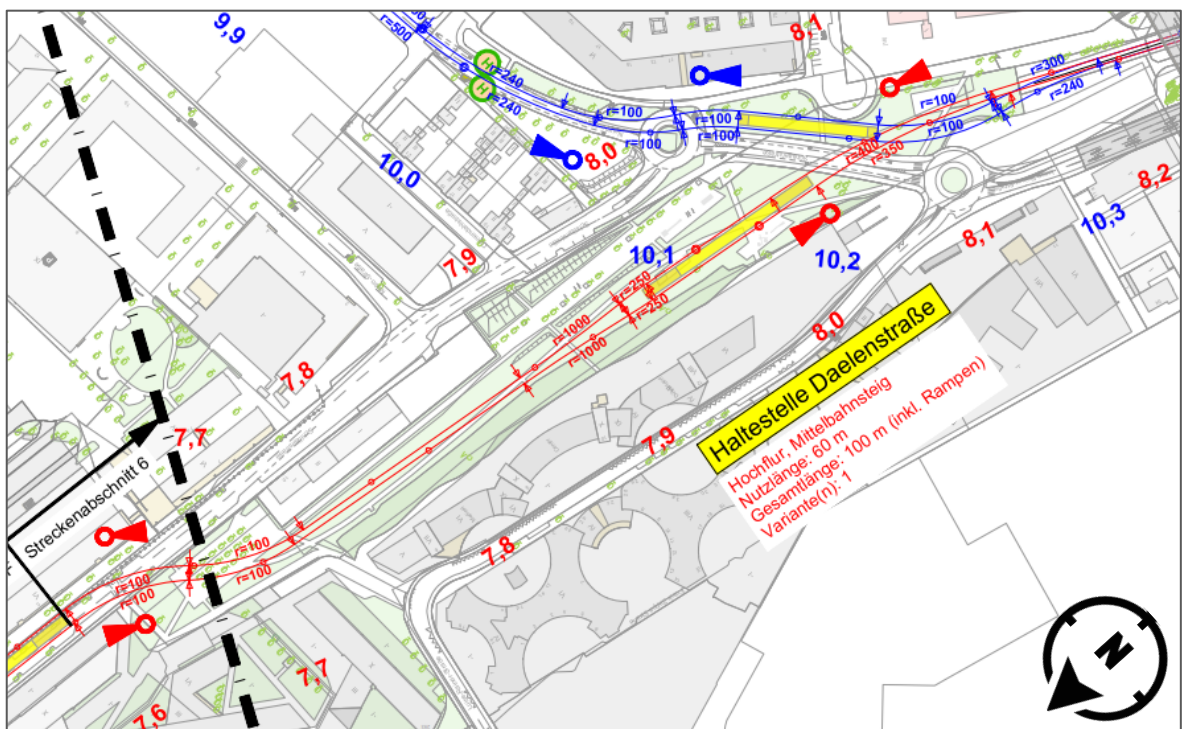 9,9
r=500
r=240
r=240
H
H
8,1
r=300
r=240
r=100
r=100
r=100
r=100
r=100
r=100
8,0
10,0
r=400
r=350
8,2
7,9
10,1
10,2
8,1
10,3
r=250
r=250
r=1000
r=1000
8,0
7,8
7,7
Streckenabschnitt 6
Haltestelle Daelenstraße
Hochflur, Mittelbahnsteig
Nutzlänge: 60 m
Gesamtlänge: 100 m (inkl. Rampen)
Variante(n): 1
7,9
7,8
r=100
r=100
r=100
r=100
7,7
7,6
N